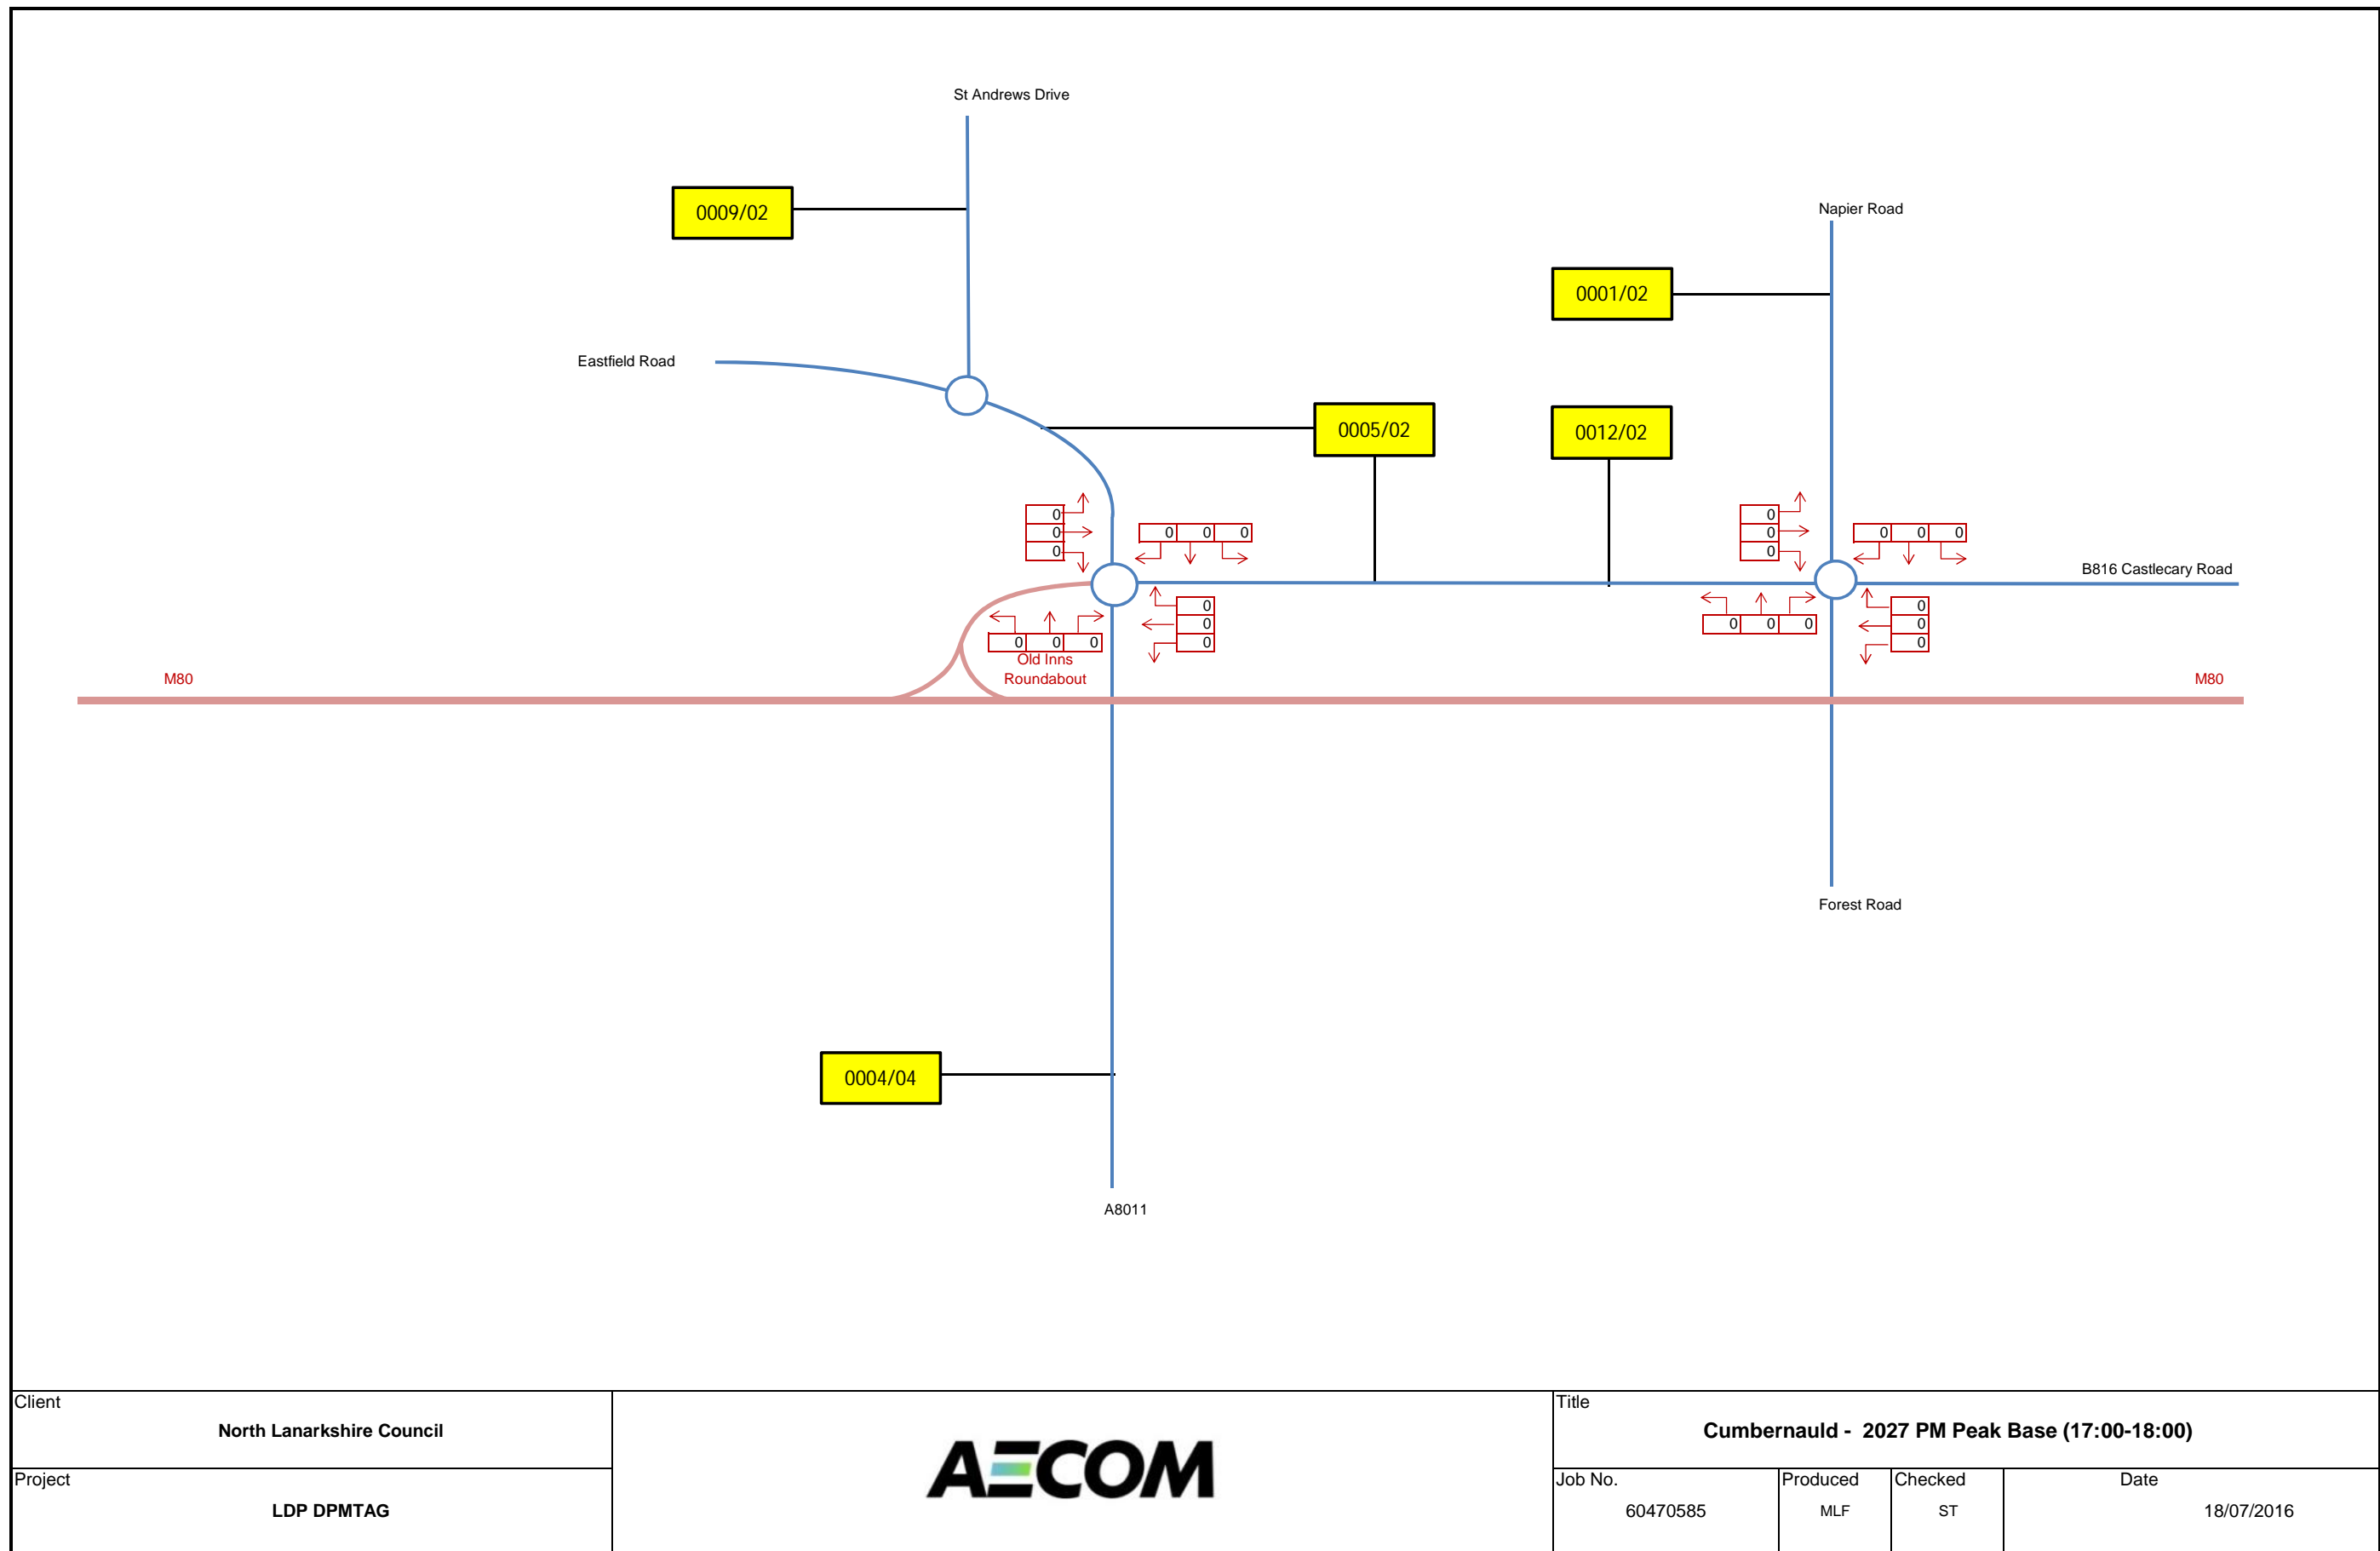 St Andrews Drive
0009/02
Napier Road
0001/02
Eastfield Road
0005/02
0012/02
0
0
0
0 0 0
0
0
0
0 0 0
B816 Castlecary Road
0 0 0
0
0
0
0 0 0
0
0
0
Old Inns
Roundabout
M80
M80
Forest Road
0004/04
A8011
Client
North Lanarkshire Council
Project
LDP DPMTAG
AECOM
Title
Cumbernauld - 2027 PM Peak Base (17:00-18:00)
Job No.
60470585
Produced
MLF
Checked
ST
Date
18/07/2016